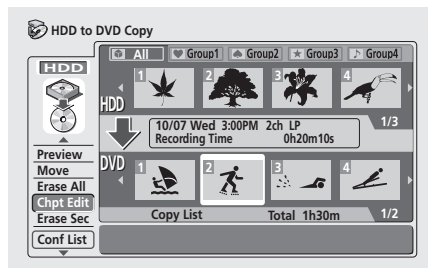 HDD to
DVD Copy
HDD
All Group1 Group2 Group3 Group4
HDD
1 2 3 4
10/07 Wed 3:00PM 2ch LP
Recording Time 0h20m10s
1/3
Preview
Move
Erase All
Chpt Edit
Erase Sec
Conf List
DVD
1 2 3 4
Copy List Total 1h30m 1/2